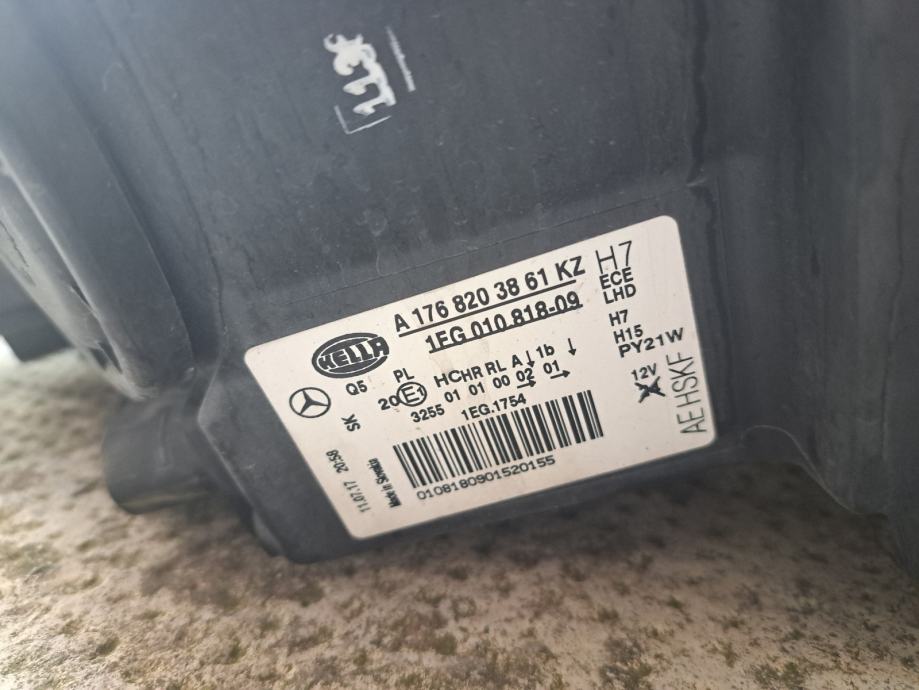 A 176 820 38 61 KZ
1EG 010 818-09
HELLA
H7
ECE
LHD
H7
H15
PY21W
12V
AEHSKF
Q5
PL
20 E1
HCHR RL A↓ 1b ↓
3255 01 01 00 02 01
1EG.1754
SK
11.07.17 20:58
Made in Slovakia
0108180901520155